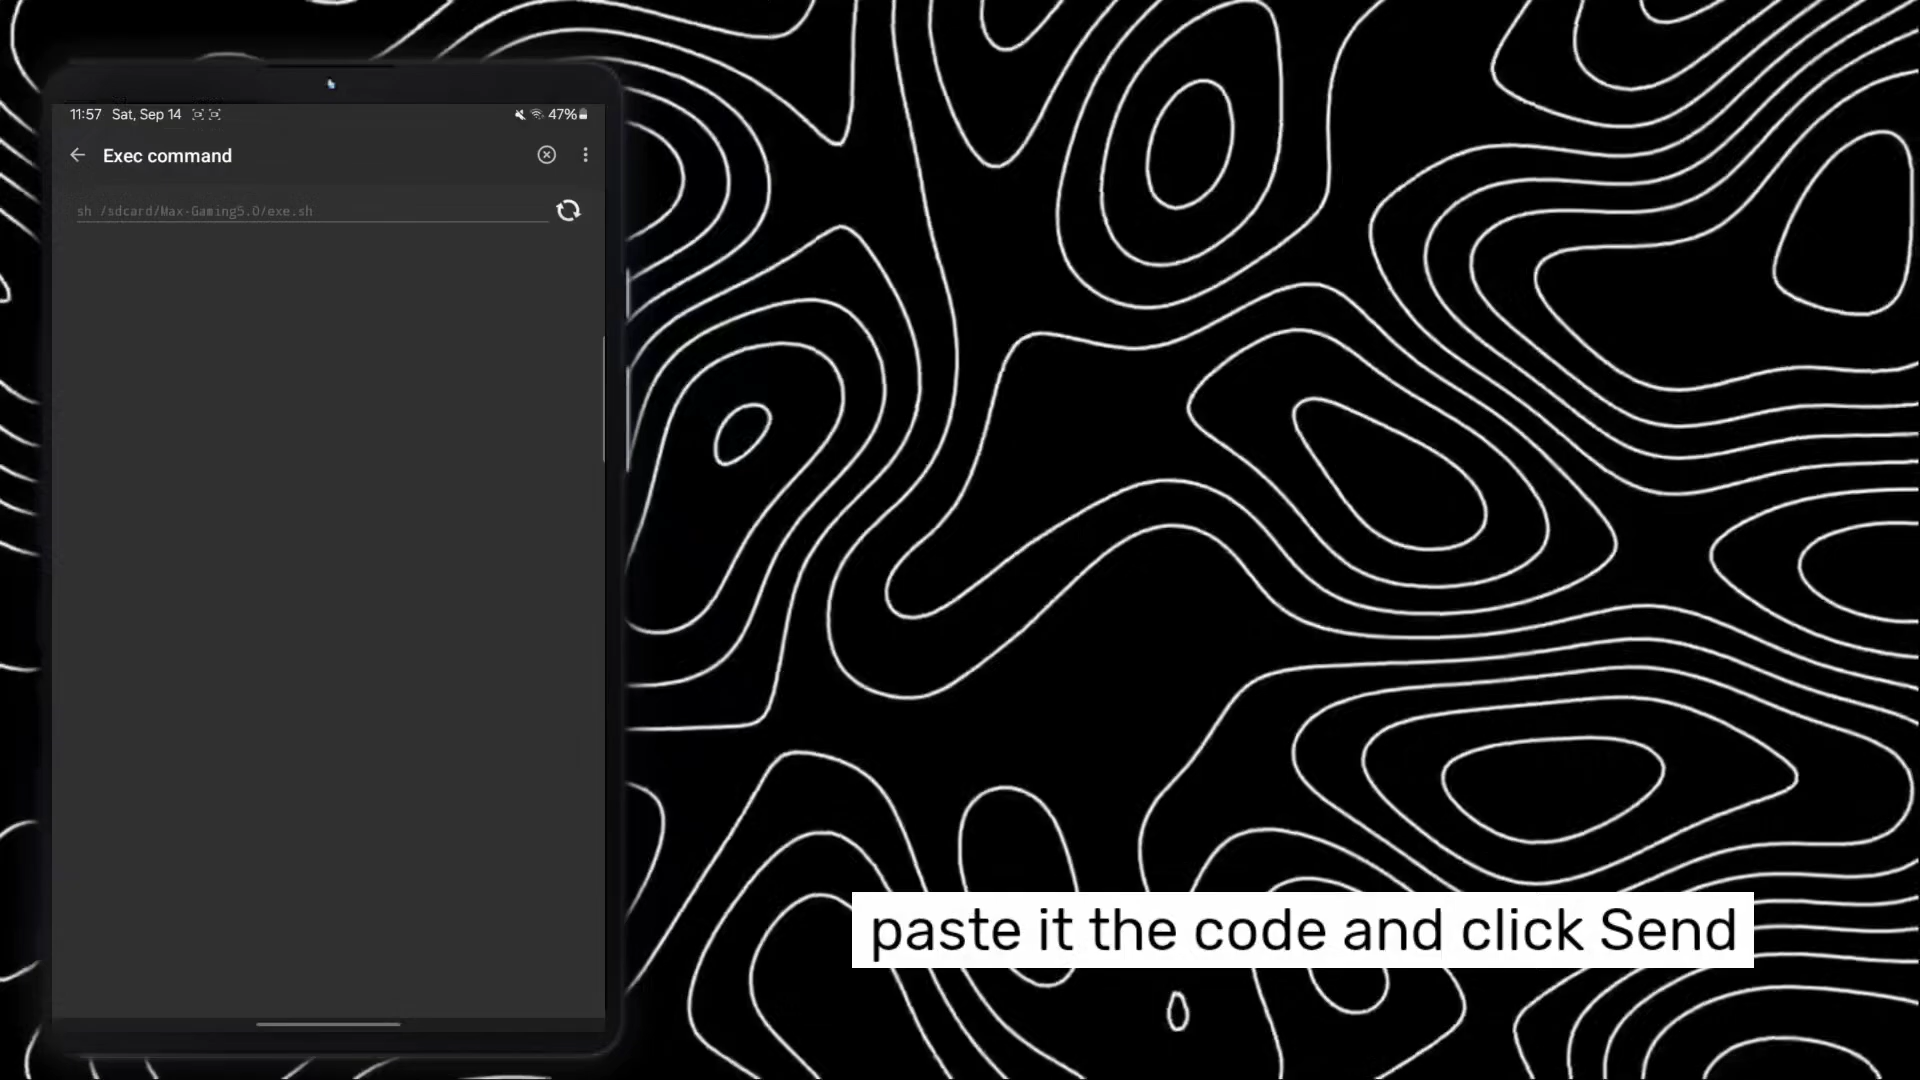 11:57 Sat, Sep 14 47%
Exec command
sh /sdcard/Max-Gaming5.0/exe.sh
paste it the code and click Send